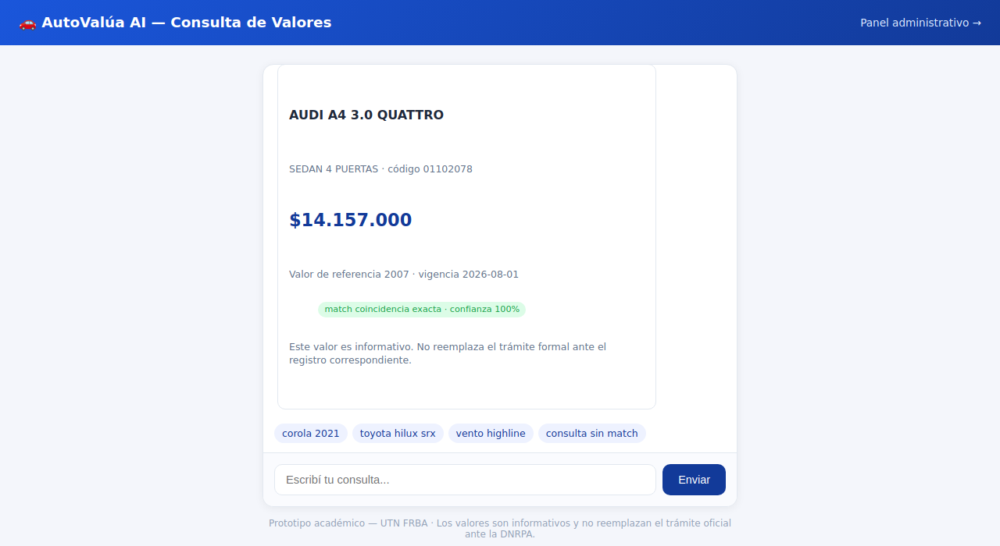 🚗 AutoValúa AI — Consulta de Valores
Panel administrativo →
AUDI A4 3.0 QUATTRO
SEDAN 4 PUERTAS · código 01102078
$14.157.000
Valor de referencia 2007 · vigencia 2026-08-01
match coincidencia exacta · confianza 100%
Este valor es informativo. No reemplaza el trámite formal ante el
registro correspondiente.
corola 2021
toyota hilux srx
vento highline
consulta sin match
Escribí tu consulta...
Enviar
Prototipo académico — UTN FRBA · Los valores son informativos y no reemplazan el trámite oficial
ante la DNRPA.